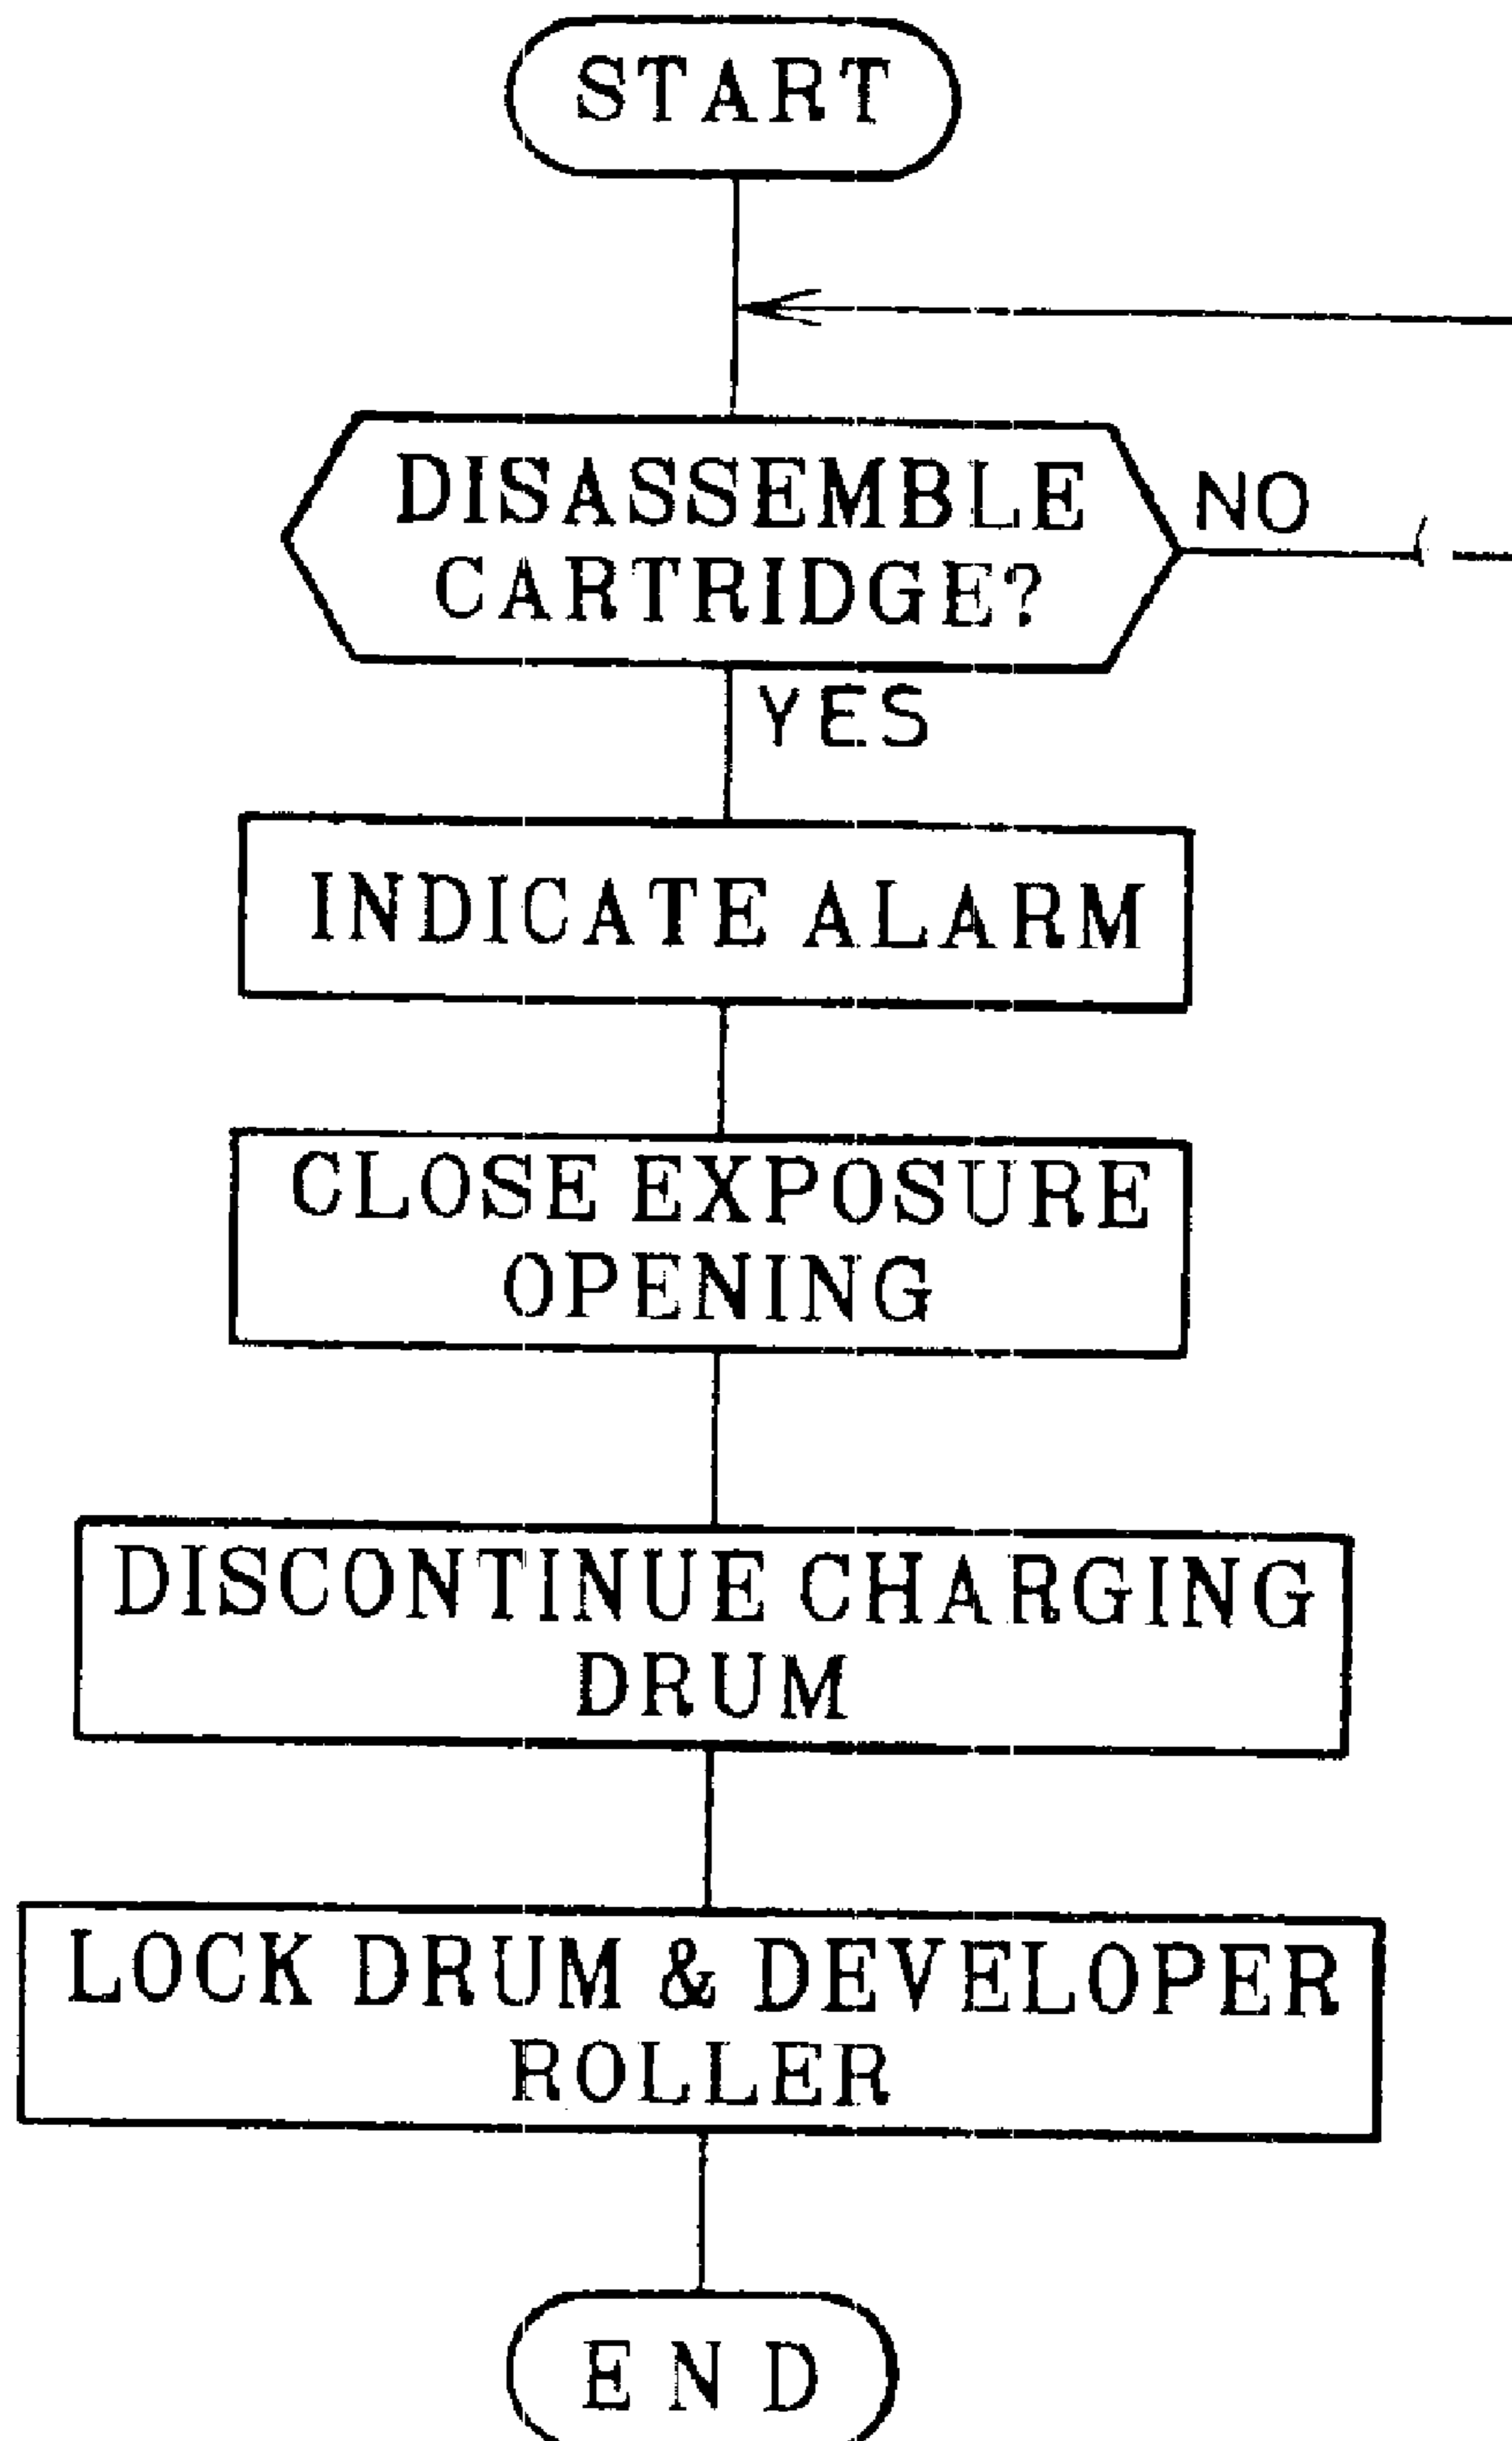 START
DISASSEMBLE
CARTRIDGE?
NO
YES
INDICATE ALARM
CLOSE EXPOSURE
OPENING
DISCONTINUE CHARGING
DRUM
LOCK DRUM & DEVELOPER
ROLLER
END